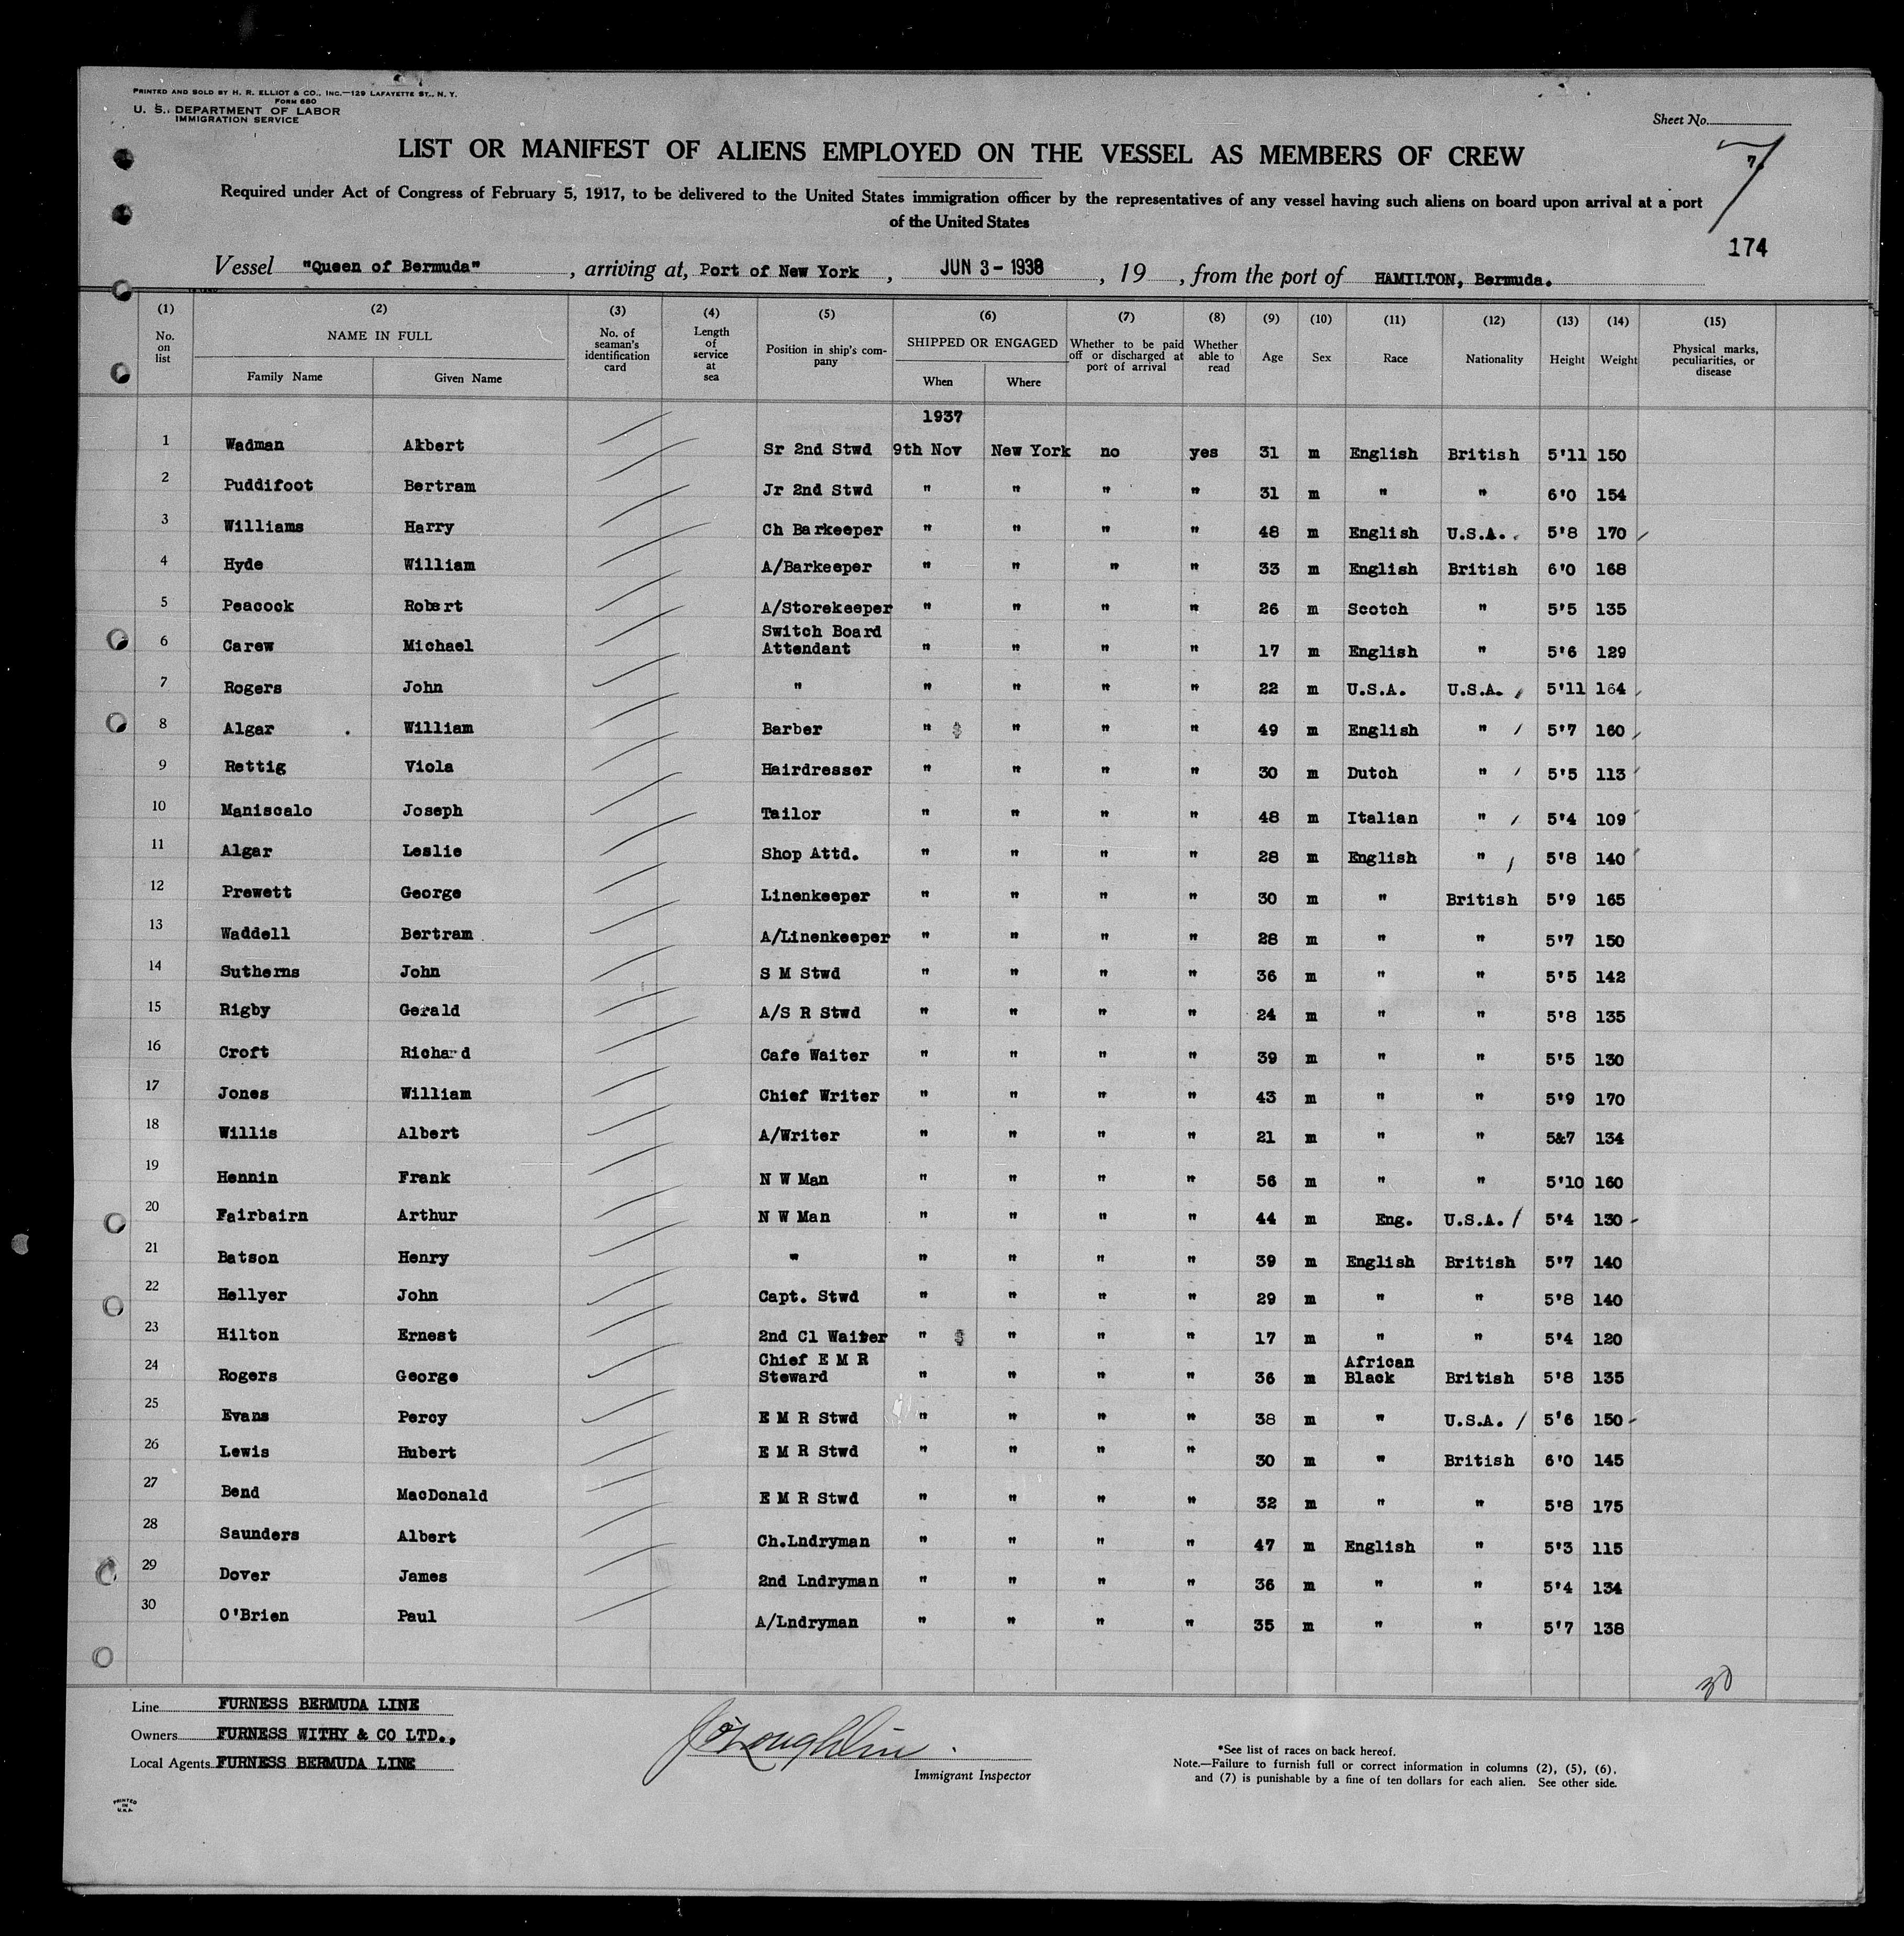 PRINTED AND SOLD BY H. R. ELLIOT & CO., INC.—129 LAFAYETTE ST., N. Y.
FORM 680
U. S. DEPARTMENT OF LABOR
IMMIGRATION SERVICE
Sheet No.
7
7
174
LIST OR MANIFEST OF ALIENS EMPLOYED ON THE VESSEL AS MEMBERS OF CREW
Required under Act of Congress of February 5, 1917, to be delivered to the United States immigration officer by the representatives of any vessel having such aliens on board upon arrival at a port
of the United States
Vessel "Queen of Bermuda", arriving at, Port of New York, JUN 3 - 1938, 19, from the port of HAMILTON, Bermuda.
(1) (2) (3) (4) (5) (6) (7) (8) (9) (10) (11) (12) (13) (14) (15)
No. on list NAME IN FULL Family Name Given Name No. of seaman's identification card Length of service at sea Position in ship's company SHIPPED OR ENGAGED When Where Whether to be paid off or discharged at port of arrival Whether able to read Age Sex Race Nationality Height Weight Physical marks, peculiarities, or disease
1937
1 Wadman Akbert Sr 2nd Stwd 9th Nov New York no yes 31 m English British 5'11 150
2 Puddifoot Bertram Jr 2nd Stwd " " " " 31 m " " 6'0 154
3 Williams Harry Ch Barkeeper " " " " 48 m English U.S.A. 5'8 170
4 Hyde William A/Barkeeper " " " " 33 m English British 6'0 168
5 Peacock Robert A/Storekeeper " " " " 26 m Scotch " 5'5 135
6 Carew Michael Switch Board Attendant " " " " 17 m English " 5'6 129
7 Rogers John " " " " " 22 m U.S.A. U.S.A. 5'11 164
8 Algar William Barber " " " " 49 m English " 5'7 160
9 Rettig Viola Hairdresser " " " " 30 m Dutch " 5'5 113
10 Maniscalo Joseph Tailor " " " " 48 m Italian " 5'4 109
11 Algar Leslie Shop Attd. " " " " 28 m English " 5'8 140
12 Prewett George Linenkeeper " " " " 30 m " British 5'9 165
13 Waddell Bertram A/Linenkeeper " " " " 28 m " " 5'7 150
14 Sutherns John S M Stwd " " " " 36 m " " 5'5 142
15 Rigby Gerald A/S R Stwd " " " " 24 m " " 5'8 135
16 Croft Richard Cafe Waiter " " " " 39 m " " 5'5 130
17 Jones William Chief Writer " " " " 43 m " " 5'9 170
18 Willis Albert A/Writer " " " " 21 m " " 5&7 134
19 Hennin Frank N W Man " " " " 56 m " " 5'10 160
20 Fairbairn Arthur N W Man " " " " 44 m Eng. U.S.A. 5'4 130
21 Batson Henry " " " " " 39 m English British 5'7 140
22 Hellyer John Capt. Stwd " " " " 29 m " " 5'8 140
23 Hilton Ernest 2nd Cl Waiter " " " " 17 m " " 5'4 120
24 Rogers George Chief E M R Steward " " " " 36 m African Black British 5'8 135
25 Evans Percy E M R Stwd " " " " 38 m " U.S.A. 5'6 150
26 Lewis Hubert E M R Stwd " " " " 30 m " British 6'0 145
27 Bend MacDonald E M R Stwd " " " " 32 m " " 5'8 175
28 Saunders Albert Ch.Lndryman " " " " 47 m English " 5'3 115
29 Dover James 2nd Lndryman " " " " 36 m " " 5'4 134
30 O'Brien Paul A/Lndryman " " " " 35 m " " 5'7 138
30
Line FURNESS BERMUDA LINE
Owners FURNESS WITHY & CO LTD.,
Local Agents FURNESS BERMUDA LINE
J O'Loughlin
Immigrant Inspector
*See list of races on back hereof.
Note.—Failure to furnish full or correct information in columns (2), (5), (6),
and (7) is punishable by a fine of ten dollars for each alien. See other side.
PRINTED
IN
U.S.A.